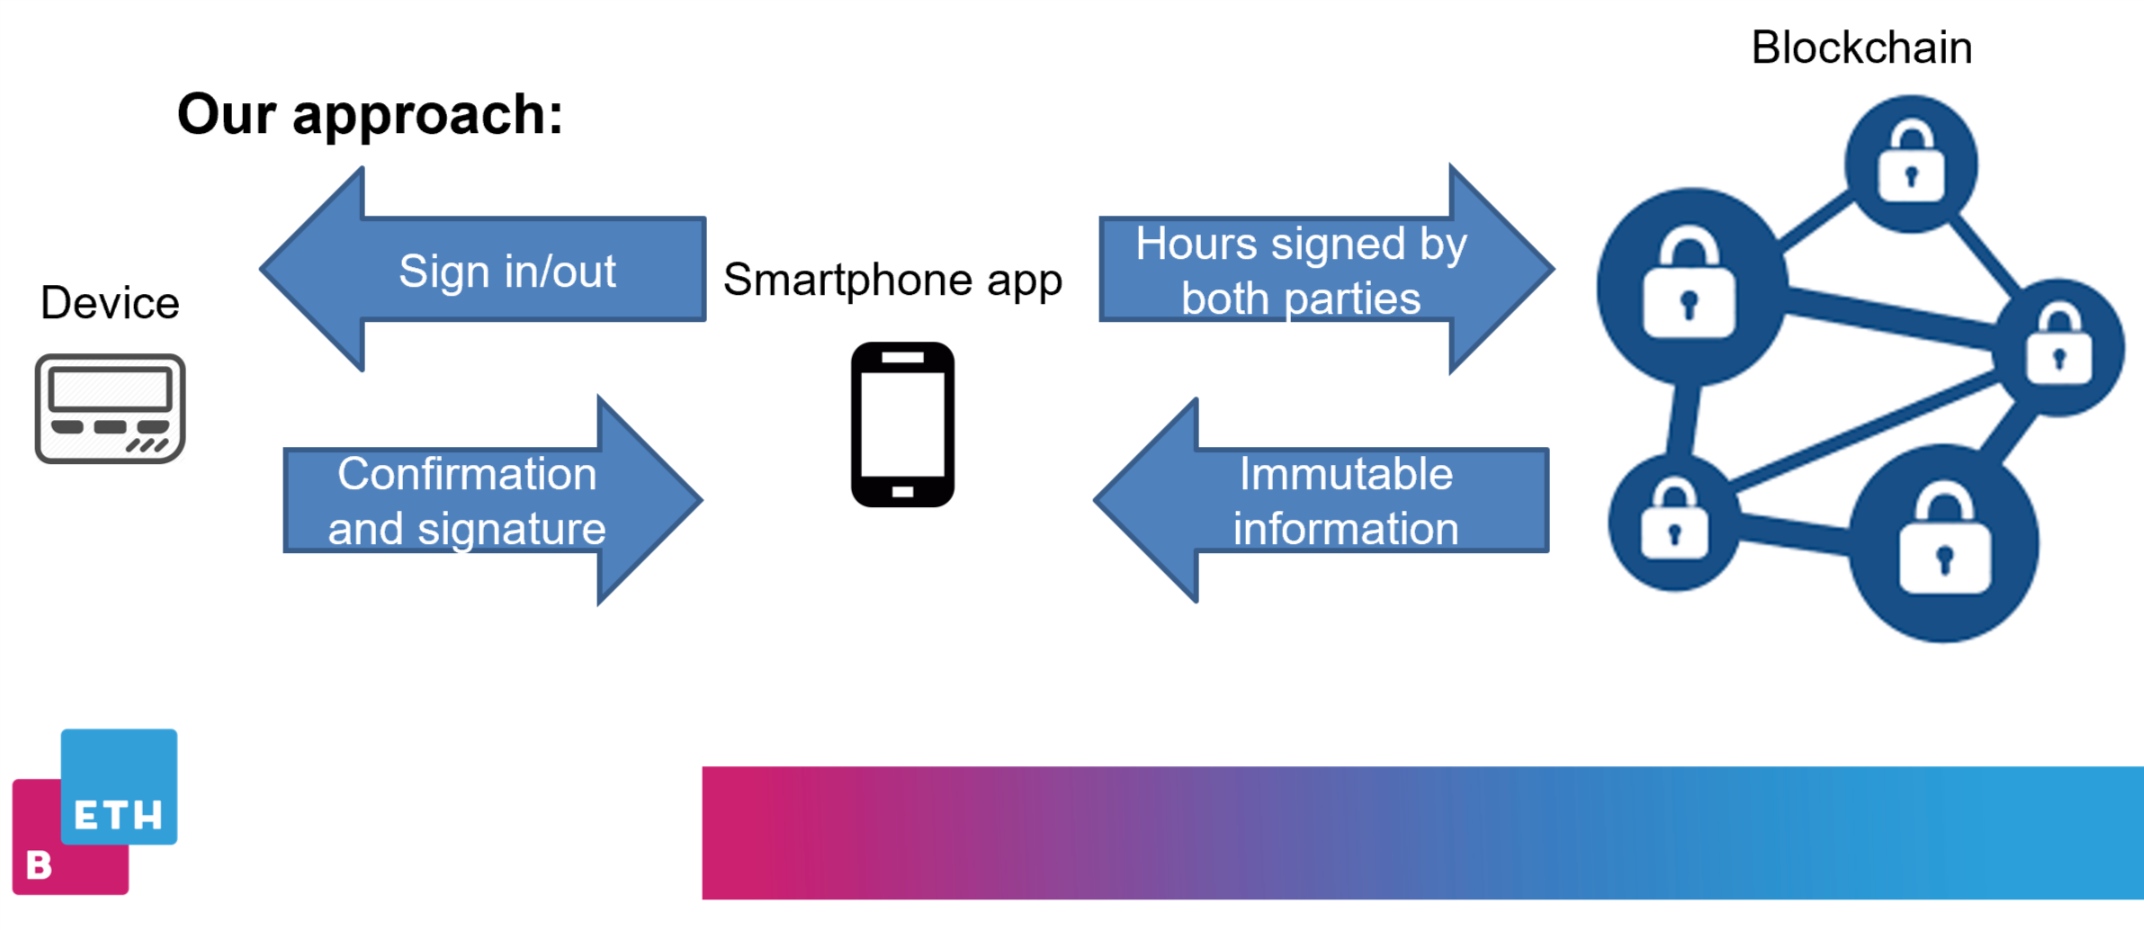 Our approach:
Blockchain
Device
Sign in/out
Smartphone app
Hours signed by
both parties
Confirmation
and signature
Immutable
information
ETH
B